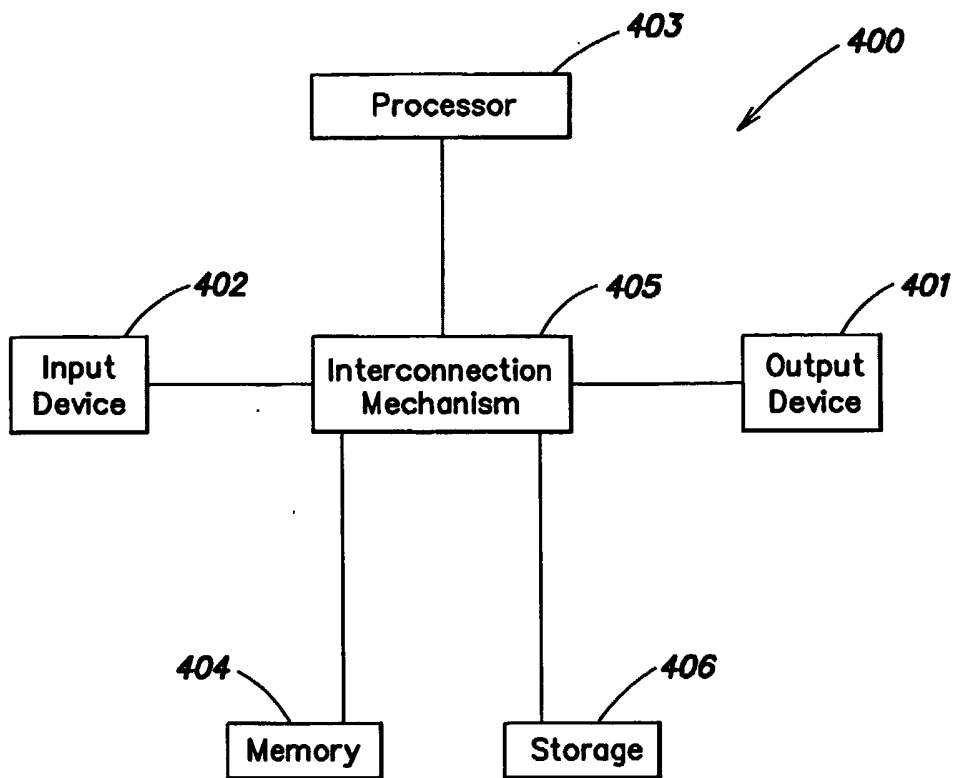 403
400
Processor
402
405
401
Input
Device
Interconnection
Mechanism
Output
Device
404
406
Memory
Storage